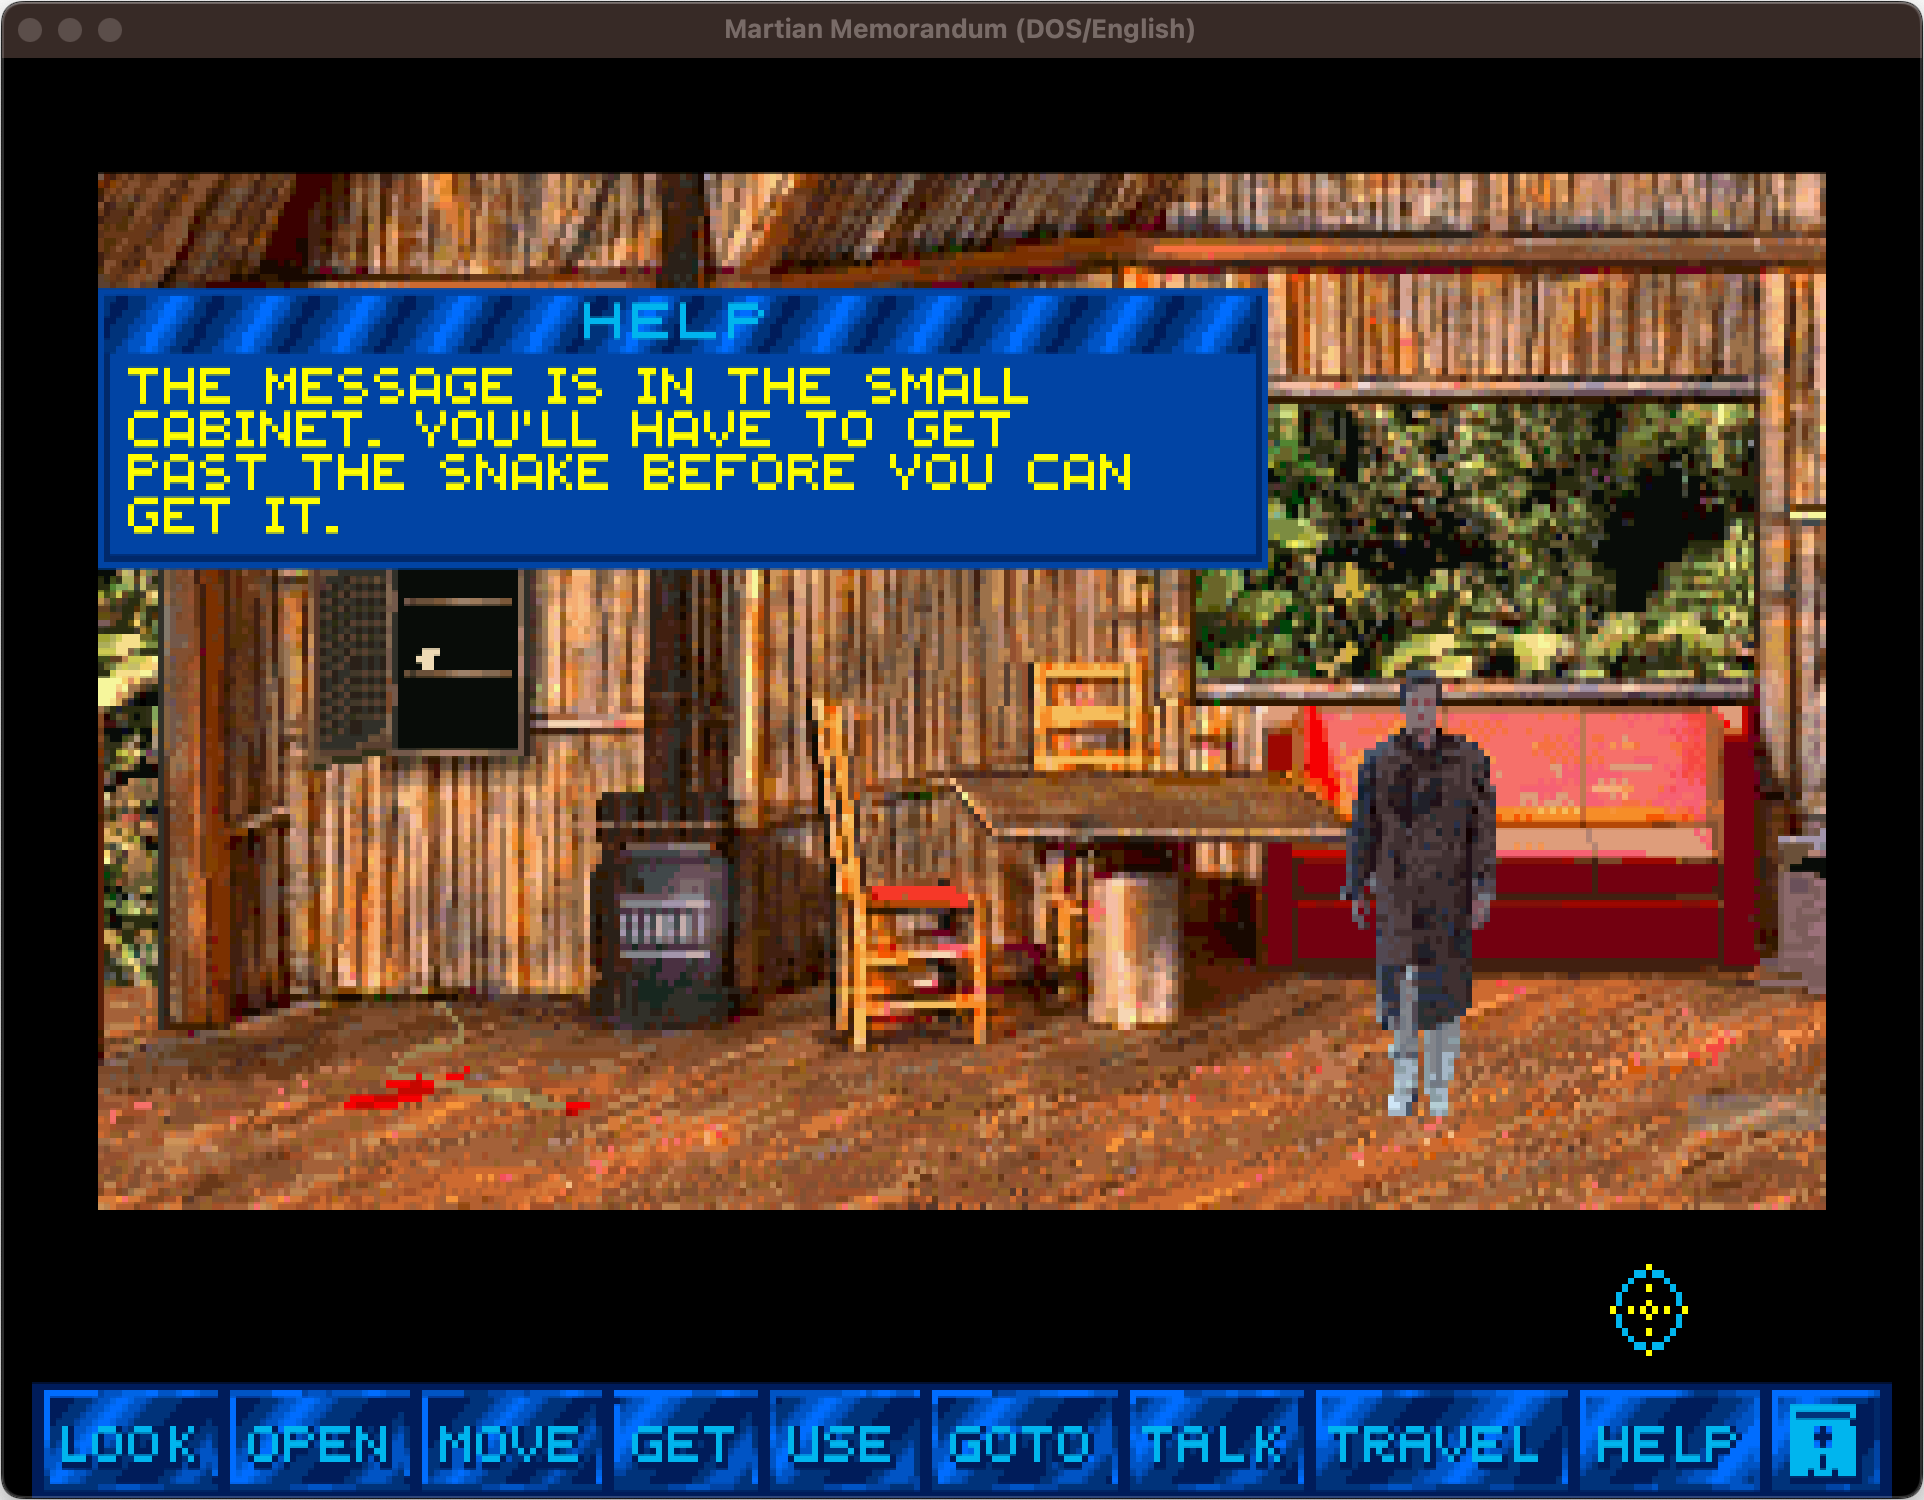 Martian Memorandum (DOS/English)
HELP
THE MESSAGE IS IN THE SMALL
CABINET. YOU'LL HAVE TO GET
PAST THE SNAKE BEFORE YOU CAN
GET IT.
LOOK OPEN MOVE GET USE GOTO TALK TRAVEL HELP